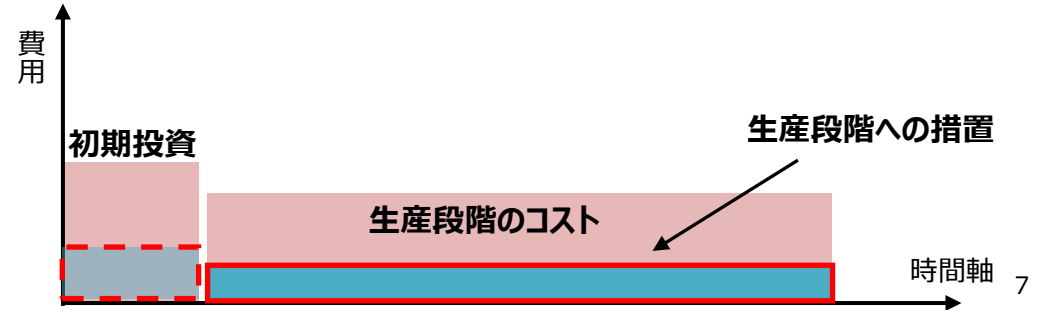 費用
初期投資
生産段階への措置
生産段階のコスト
時間軸
7